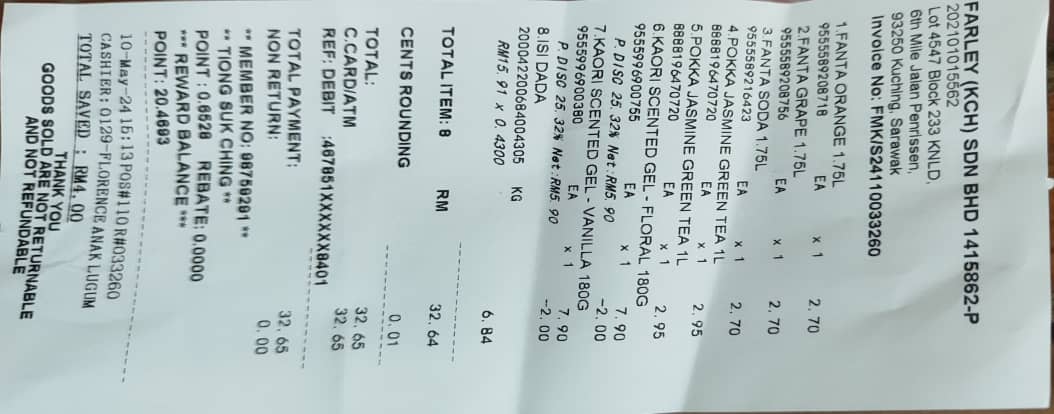 FARLEY (KCH) SDN BHD 1415862-P
202101015562
Lot 4547 Block 233 KNLD,
6th Mile Jalan Penrissen,
93250 Kuching, Sarawak
Invoice No: FMK/S24110033260
1.FANTA ORANGE 1.75L
9555589208718 EA x 1 2.70
2.FANTA GRAPE 1.75L
9555589208756 EA x 1 2.70
3.FANTA SODA 1.75L
9555589216423 EA x 1 2.70
4.POKKA JASMINE GREEN TEA 1L
8888196470720 EA x 1 2.95
5.POKKA JASMINE GREEN TEA 1L
8888196470720 EA x 1 2.95
6.KAORI SCENTED GEL - FLORAL 180G
9555996900755 EA x 1 7.90
P.DISC 25.32% Net:RM5.90 -2.00
7.KAORI SCENTED GEL - VANILLA 180G
9555996900380 EA x 1 7.90
P.DISC 25.32% Net:RM5.90 -2.00
8.ISI DADA
20004220064004305 KG 6.84
RM15.91 x 0.4300
TOTAL ITEM: 8 RM 32.64
CENTS ROUNDING 0.01
TOTAL: 32.65
C.CARD/ATM 32.65
REF: DEBIT :467851XXXXXX8401
TOTAL PAYMENT: 32.65
NON RETURN: 0.00
** MEMBER NO: 98759291 **
** TIONG SUK CHING **
POINT : 0.6528 REBATE: 0.0000
*** REWARD BALANCE ***
POINT: 20.4693
10-May-24 15:13 POS#110 R#033260
CASHIER: 0129-FLORENCE ANAK LUGUM
TOTAL SAVED : RM4.00
THANK YOU
GOODS SOLD ARE NOT RETURNABLE
AND NOT REFUNDABLE